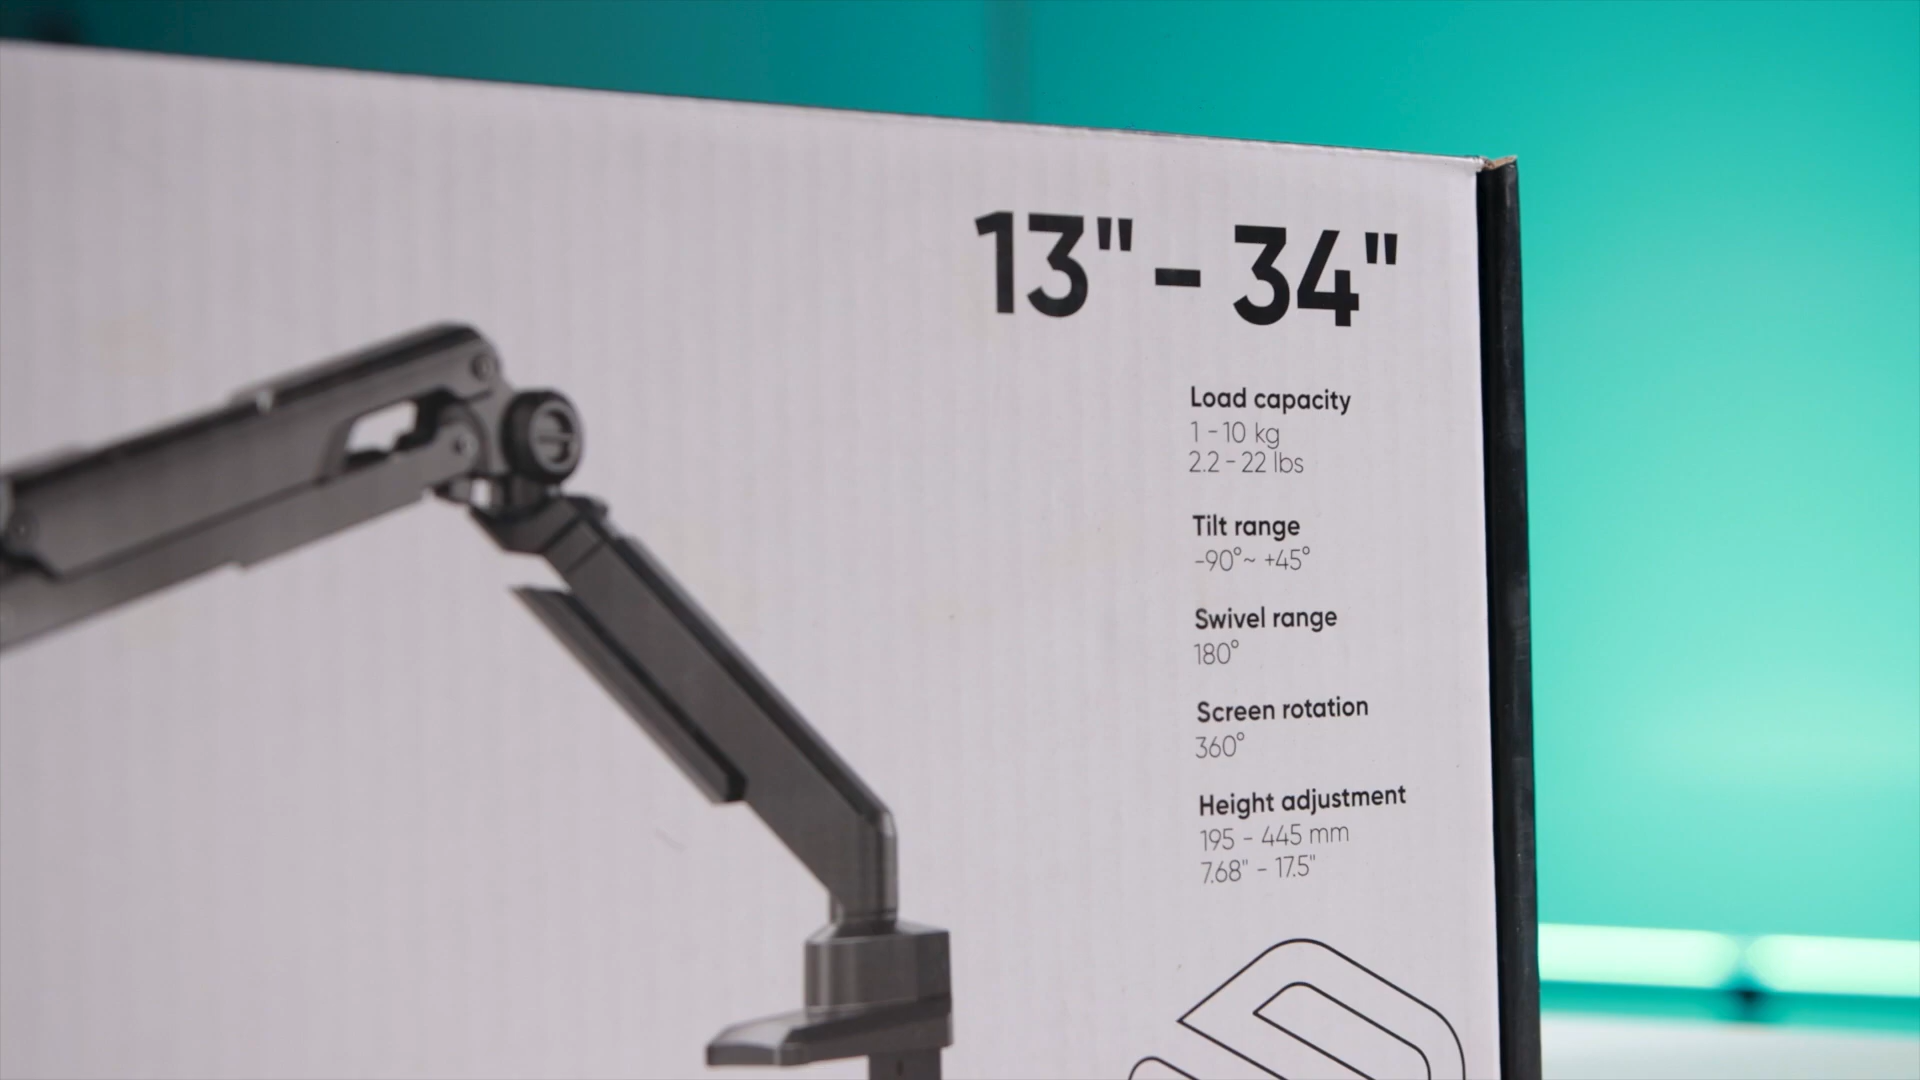 13" - 34"
Load capacity
1 - 10 kg
2.2 - 22 lbs
Tilt range
-90°~ +45°
Swivel range
180°
Screen rotation
360°
Height adjustment
195 - 445 mm
7.68" - 17.5"